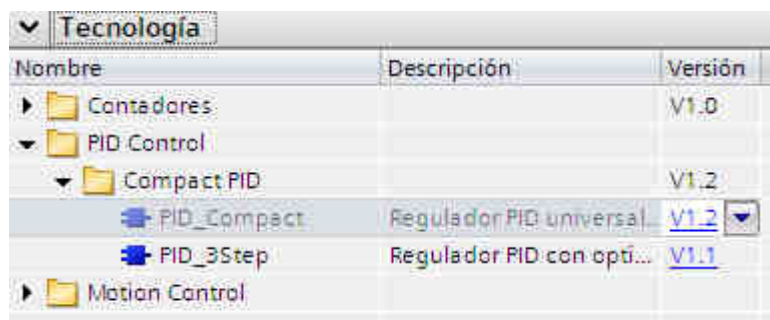 Tecnología
Nombre Descripción Versión
Contadores V1.0
PID Control
Compact PID V1.2
PID_Compact Regulador PID universal... V1.2
PID_3Step Regulador PID con opti... V1.1
Motion Control